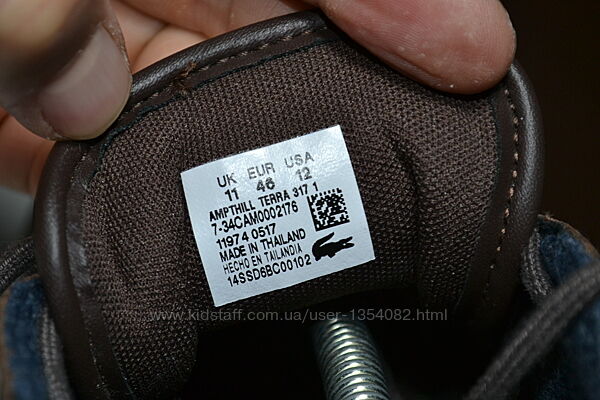 UK EUR USA
11 46 12
AMPTHILL TERRA 317 1
7-34CAM0002176
11974 0517
MADE IN THAILAND
HECHO EN TAILANDIA
14SSD6BC00102
www.kidstaff.com.ua/user-1354082.html